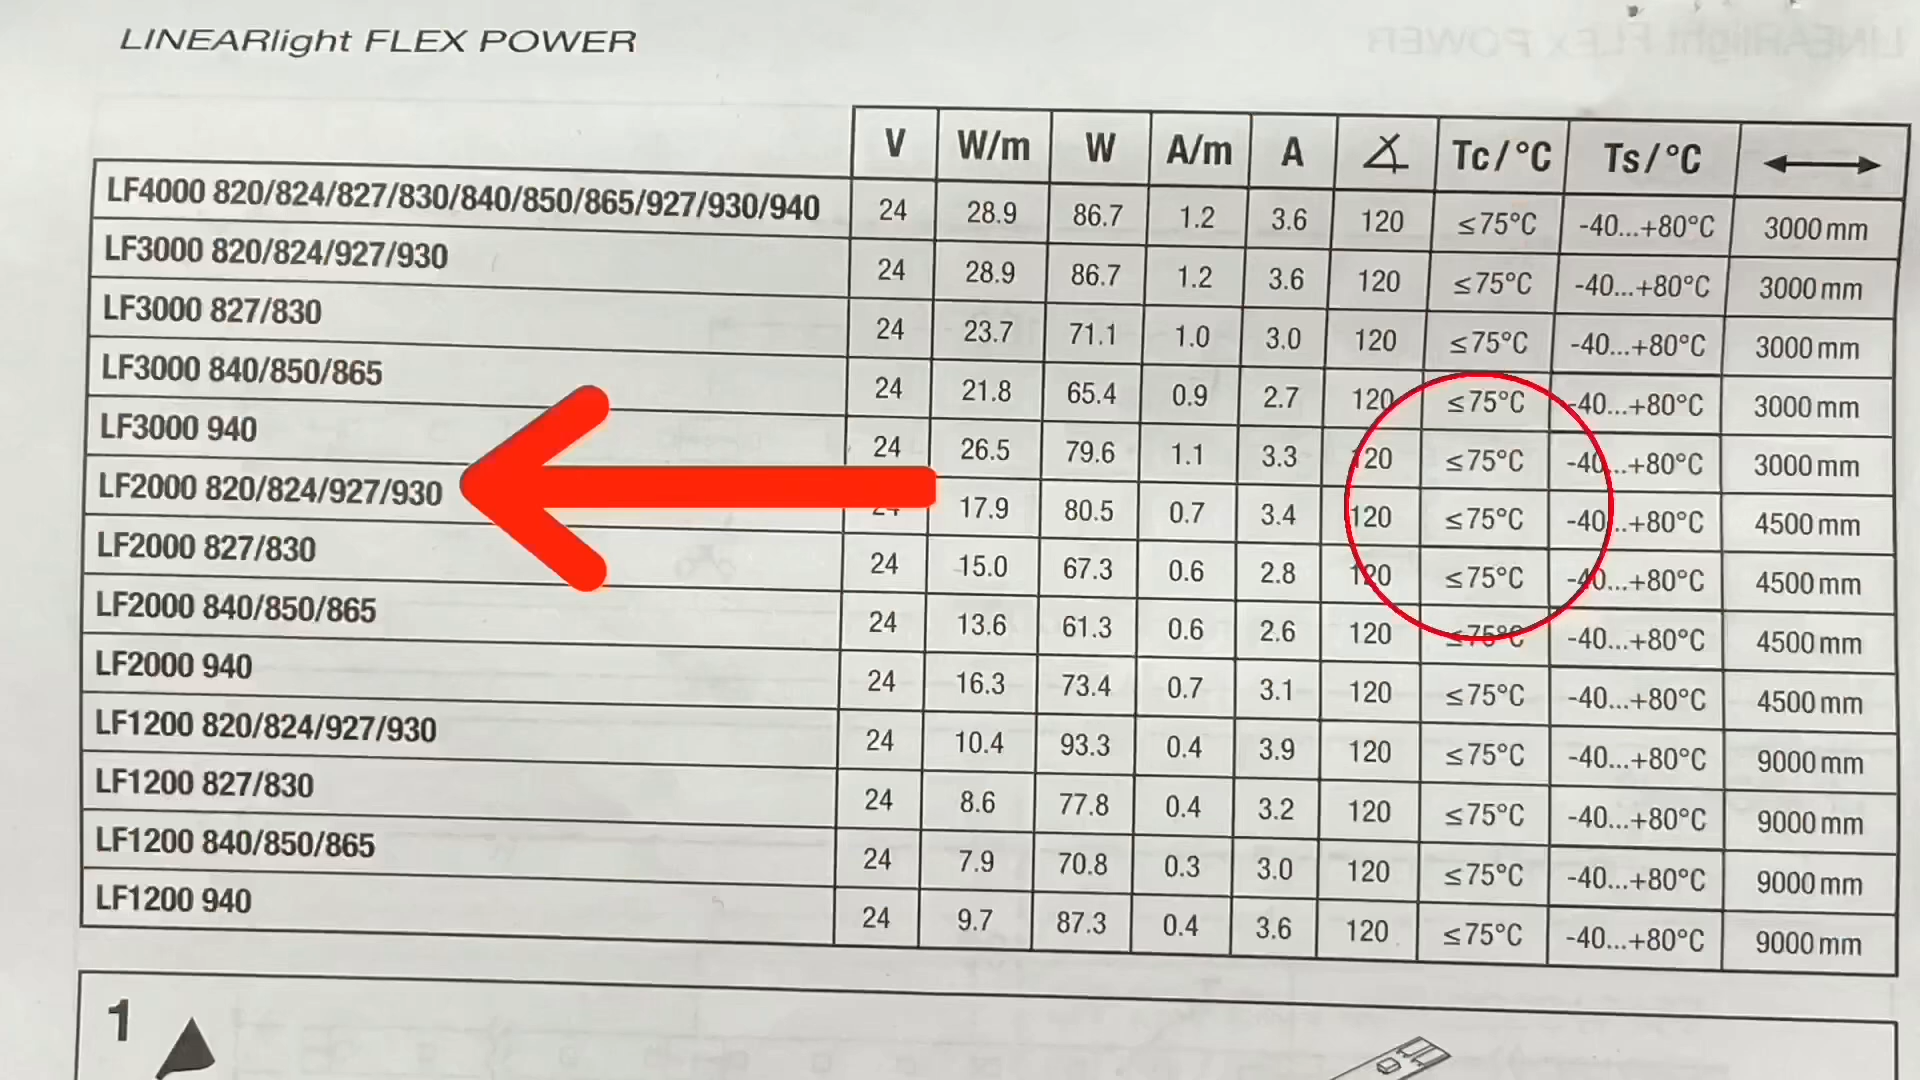 LINEARlight FLEX POWER
V W/m W A/m A Tc/°C Ts/°C
LF4000 820/824/827/830/840/850/865/927/930/940 24 28.9 86.7 1.2 3.6 120 ≤75°C -40...+80°C 3000 mm
LF3000 820/824/927/930 24 28.9 86.7 1.2 3.6 120 ≤75°C -40...+80°C 3000 mm
LF3000 827/830 24 23.7 71.1 1.0 3.0 120 ≤75°C -40...+80°C 3000 mm
LF3000 840/850/865 24 21.8 65.4 0.9 2.7 120 ≤75°C -40...+80°C 3000 mm
LF3000 940 24 26.5 79.6 1.1 3.3 120 ≤75°C -40...+80°C 3000 mm
LF2000 820/824/927/930 24 17.9 80.5 0.7 3.4 120 ≤75°C -40...+80°C 4500 mm
LF2000 827/830 24 15.0 67.3 0.6 2.8 120 ≤75°C -40...+80°C 4500 mm
LF2000 840/850/865 24 13.6 61.3 0.6 2.6 120 ≤75°C -40...+80°C 4500 mm
LF2000 940 24 16.3 73.4 0.7 3.1 120 ≤75°C -40...+80°C 4500 mm
LF1200 820/824/927/930 24 10.4 93.3 0.4 3.9 120 ≤75°C -40...+80°C 9000 mm
LF1200 827/830 24 8.6 77.8 0.4 3.2 120 ≤75°C -40...+80°C 9000 mm
LF1200 840/850/865 24 7.9 70.8 0.3 3.0 120 ≤75°C -40...+80°C 9000 mm
LF1200 940 24 9.7 87.3 0.4 3.6 120 ≤75°C -40...+80°C 9000 mm
1